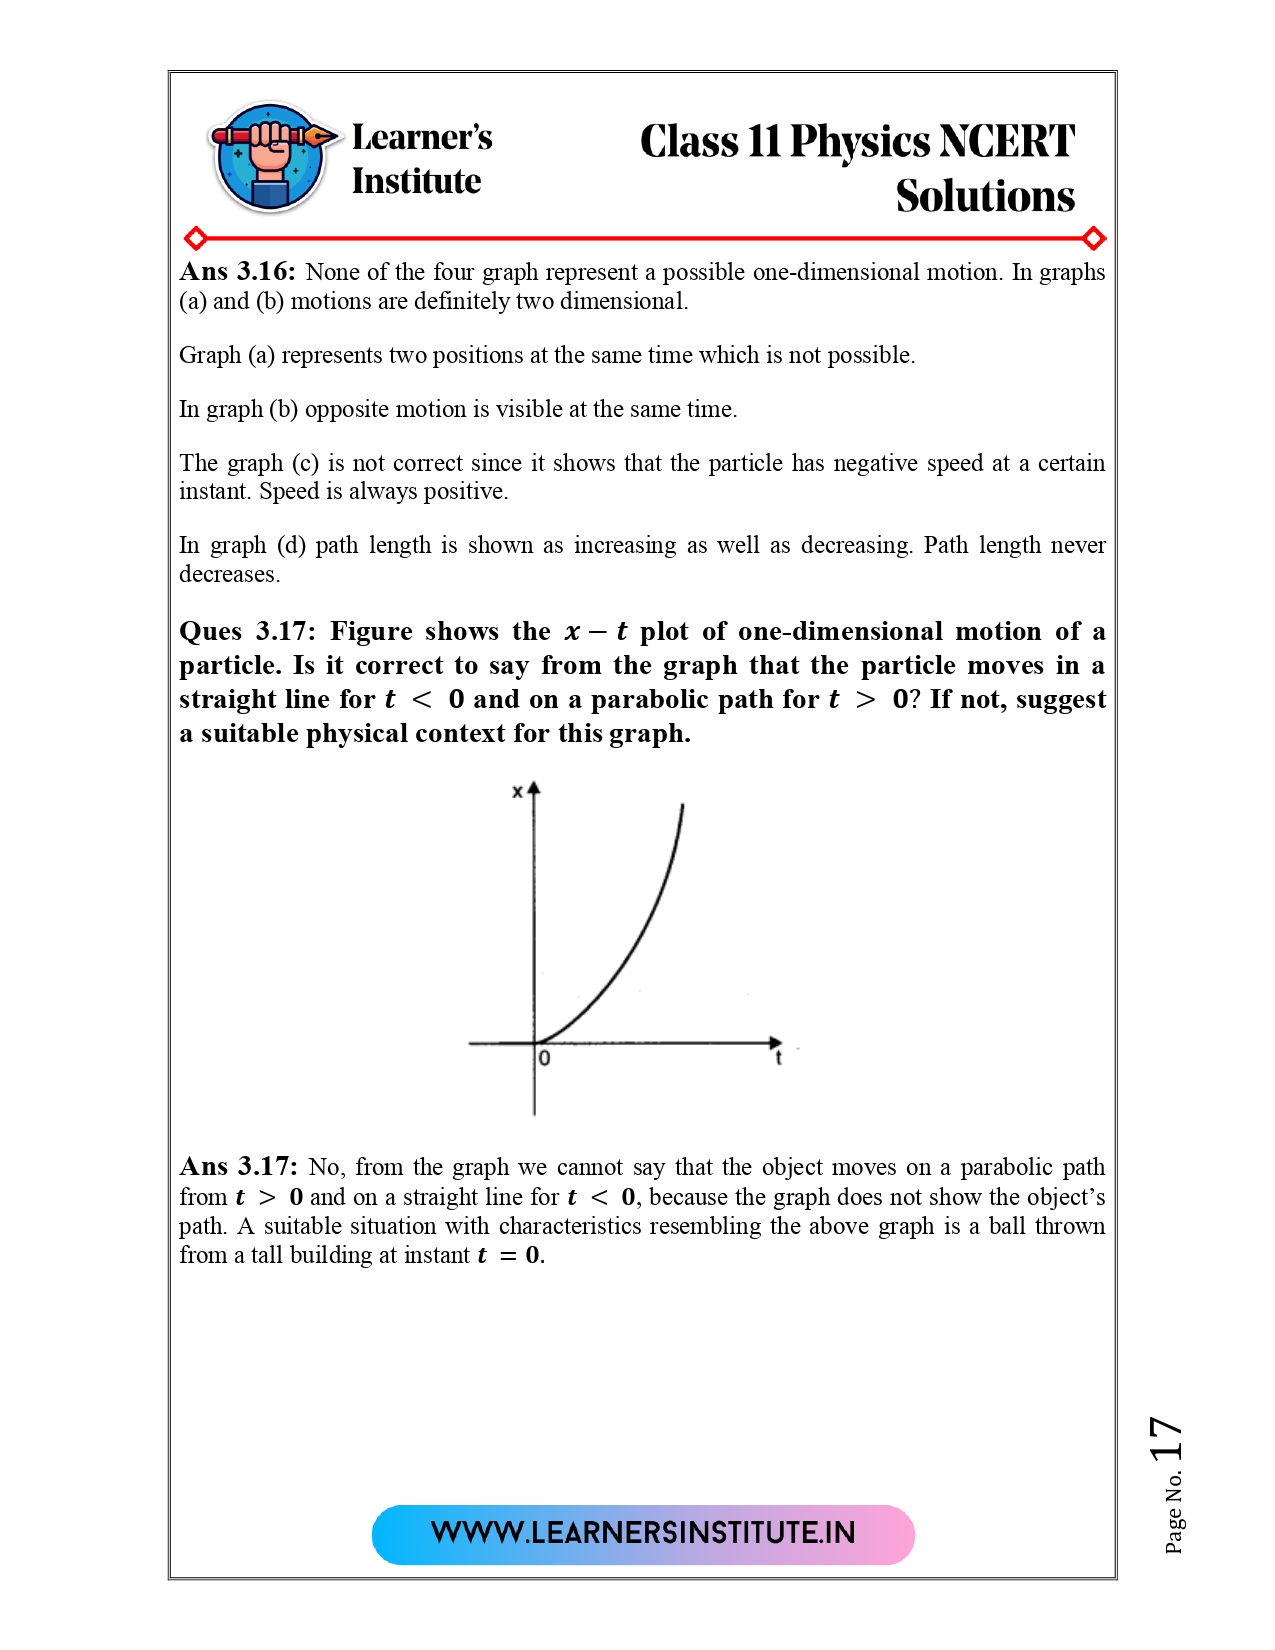 Learner's
Institute
Class 11 Physics NCERT
Solutions
Ans 3.16: None of the four graph represent a possible one-dimensional motion. In graphs
(a) and (b) motions are definitely two dimensional.
Graph (a) represents two positions at the same time which is not possible.
In graph (b) opposite motion is visible at the same time.
The graph (c) is not correct since it shows that the particle has negative speed at a certain
instant. Speed is always positive.
In graph (d) path length is shown as increasing as well as decreasing. Path length never
decreases.
Ques 3.17: Figure shows the x − t plot of one-dimensional motion of a
particle. Is it correct to say from the graph that the particle moves in a
straight line for t < 0 and on a parabolic path for t > 0? If not, suggest
a suitable physical context for this graph.
x
0
t
Ans 3.17: No, from the graph we cannot say that the object moves on a parabolic path
from t > 0 and on a straight line for t < 0, because the graph does not show the object's
path. A suitable situation with characteristics resembling the above graph is a ball thrown
from a tall building at instant t = 0.
Page No. 17
WWW.LEARNERSINSTITUTE.IN